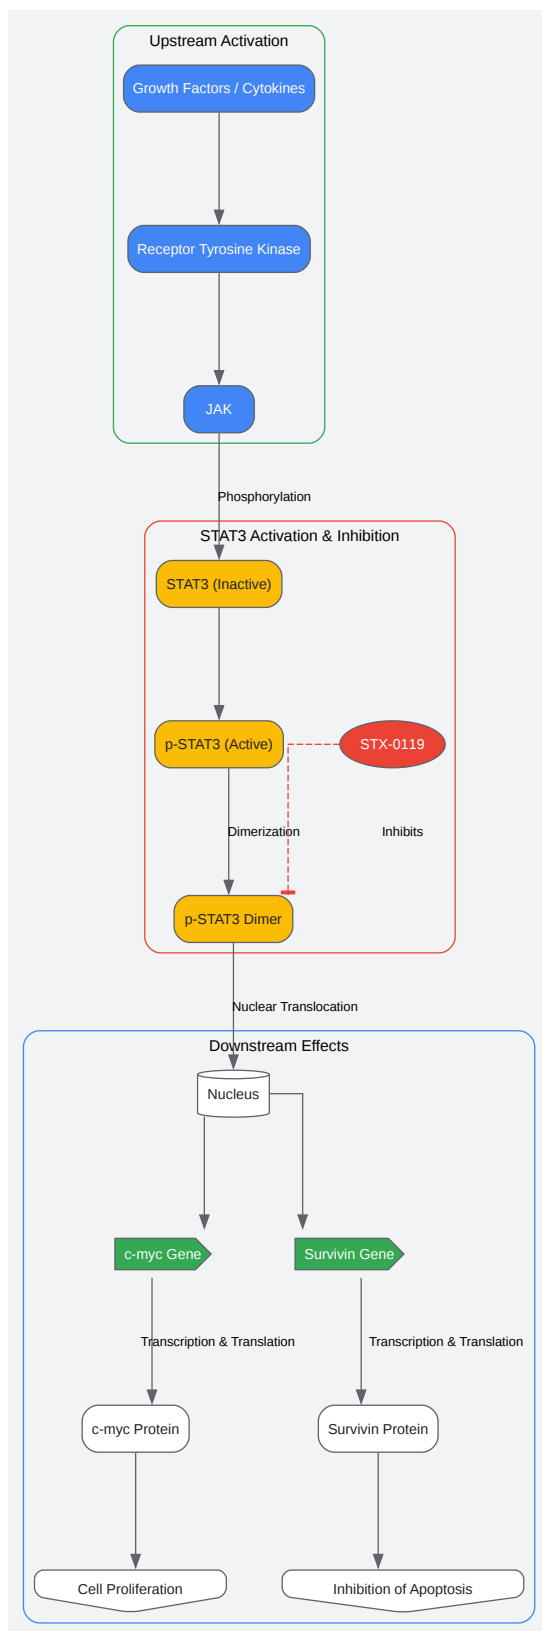 Upstream Activation
Growth Factors / Cytokines
Receptor Tyrosine Kinase
JAK
Phosphorylation
STAT3 Activation & Inhibition
STAT3 (Inactive)
p-STAT3 (Active)
STX-0119
Dimerization
Inhibits
p-STAT3 Dimer
Nuclear Translocation
Downstream Effects
Nucleus
c-myc Gene
Survivin Gene
Transcription & Translation
Transcription & Translation
c-myc Protein
Survivin Protein
Cell Proliferation
Inhibition of Apoptosis